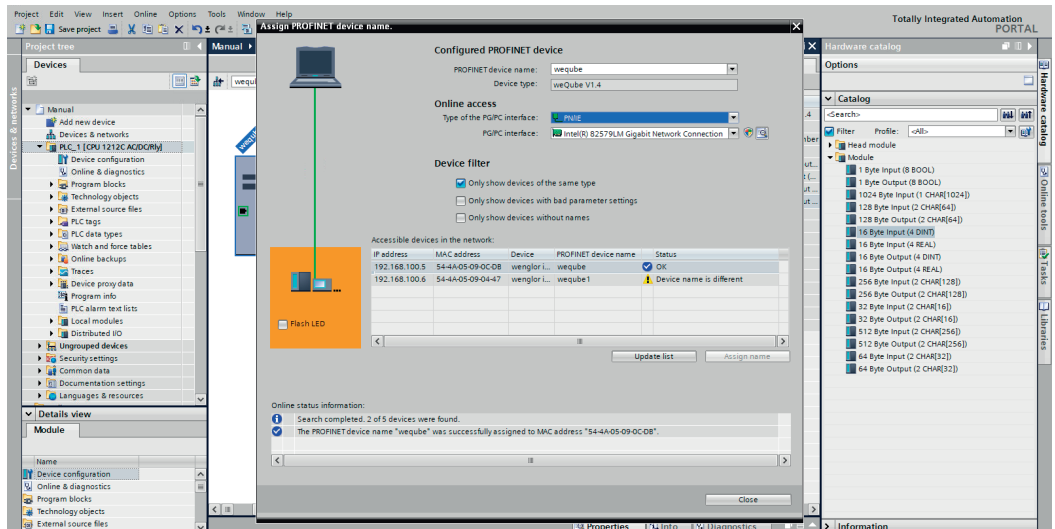 Project Edit View Insert Online Options Tools Window Help
Totally Integrated Automation
PORTAL
Save project
Assign PROFINET device name.
Project tree
Manual
Hardware catalog
Devices
Options
Devices & networks
Manual
Add new device
Devices & networks
PLC_1 [CPU 1212C AC/DC/Rly]
Device configuration
Online & diagnostics
Program blocks
Technology objects
External source files
PLC tags
PLC data types
Watch and force tables
Online backups
Traces
Device proxy data
Program info
PLC alarm text lists
Local modules
Distributed I/O
Ungrouped devices
Security settings
Common data
Documentation settings
Languages & resources
Details view
Module
Name
Device configuration
Online & diagnostics
Program blocks
Technology objects
External source files
Configured PROFINET device
PROFINET device name: weqube
Device type: weQube V1.4
Online access
Type of the PG/PC interface: PN/IE
PG/PC interface: Intel(R) 82579LM Gigabit Network Connection
Device filter
Only show devices of the same type
Only show devices with bad parameter settings
Only show devices without names
Accessible devices in the network:
IP address MAC address Device PROFINET device name Status
192.168.100.5 54-4A-05-09-0C-DB wenglor i... weqube OK
192.168.100.6 54-4A-05-09-04-47 wenglor i... weqube1 Device name is different
Flash LED
Update list Assign name
Online status information:
Search completed. 2 of 5 devices were found.
The PROFINET device name "weqube" was successfully assigned to MAC address "54-4A-05-09-0C-DB".
Close
Properties Info Diagnostics
Catalog
<Search>
Filter Profile: <All>
Head module
Module
1 Byte Input (8 BOOL)
1 Byte Output (8 BOOL)
1024 Byte Input (1 CHAR[1024])
128 Byte Input (2 CHAR[64])
128 Byte Output (2 CHAR[64])
16 Byte Input (4 DINT)
16 Byte Input (4 REAL)
16 Byte Output (4 DINT)
16 Byte Output (4 REAL)
256 Byte Input (2 CHAR[128])
256 Byte Output (2 CHAR[128])
32 Byte Input (2 CHAR[16])
32 Byte Output (2 CHAR[16])
512 Byte Input (2 CHAR[256])
512 Byte Output (2 CHAR[256])
64 Byte Input (2 CHAR[32])
64 Byte Output (2 CHAR[32])
Information
Hardware catalog
Online tools
Tasks
Libraries